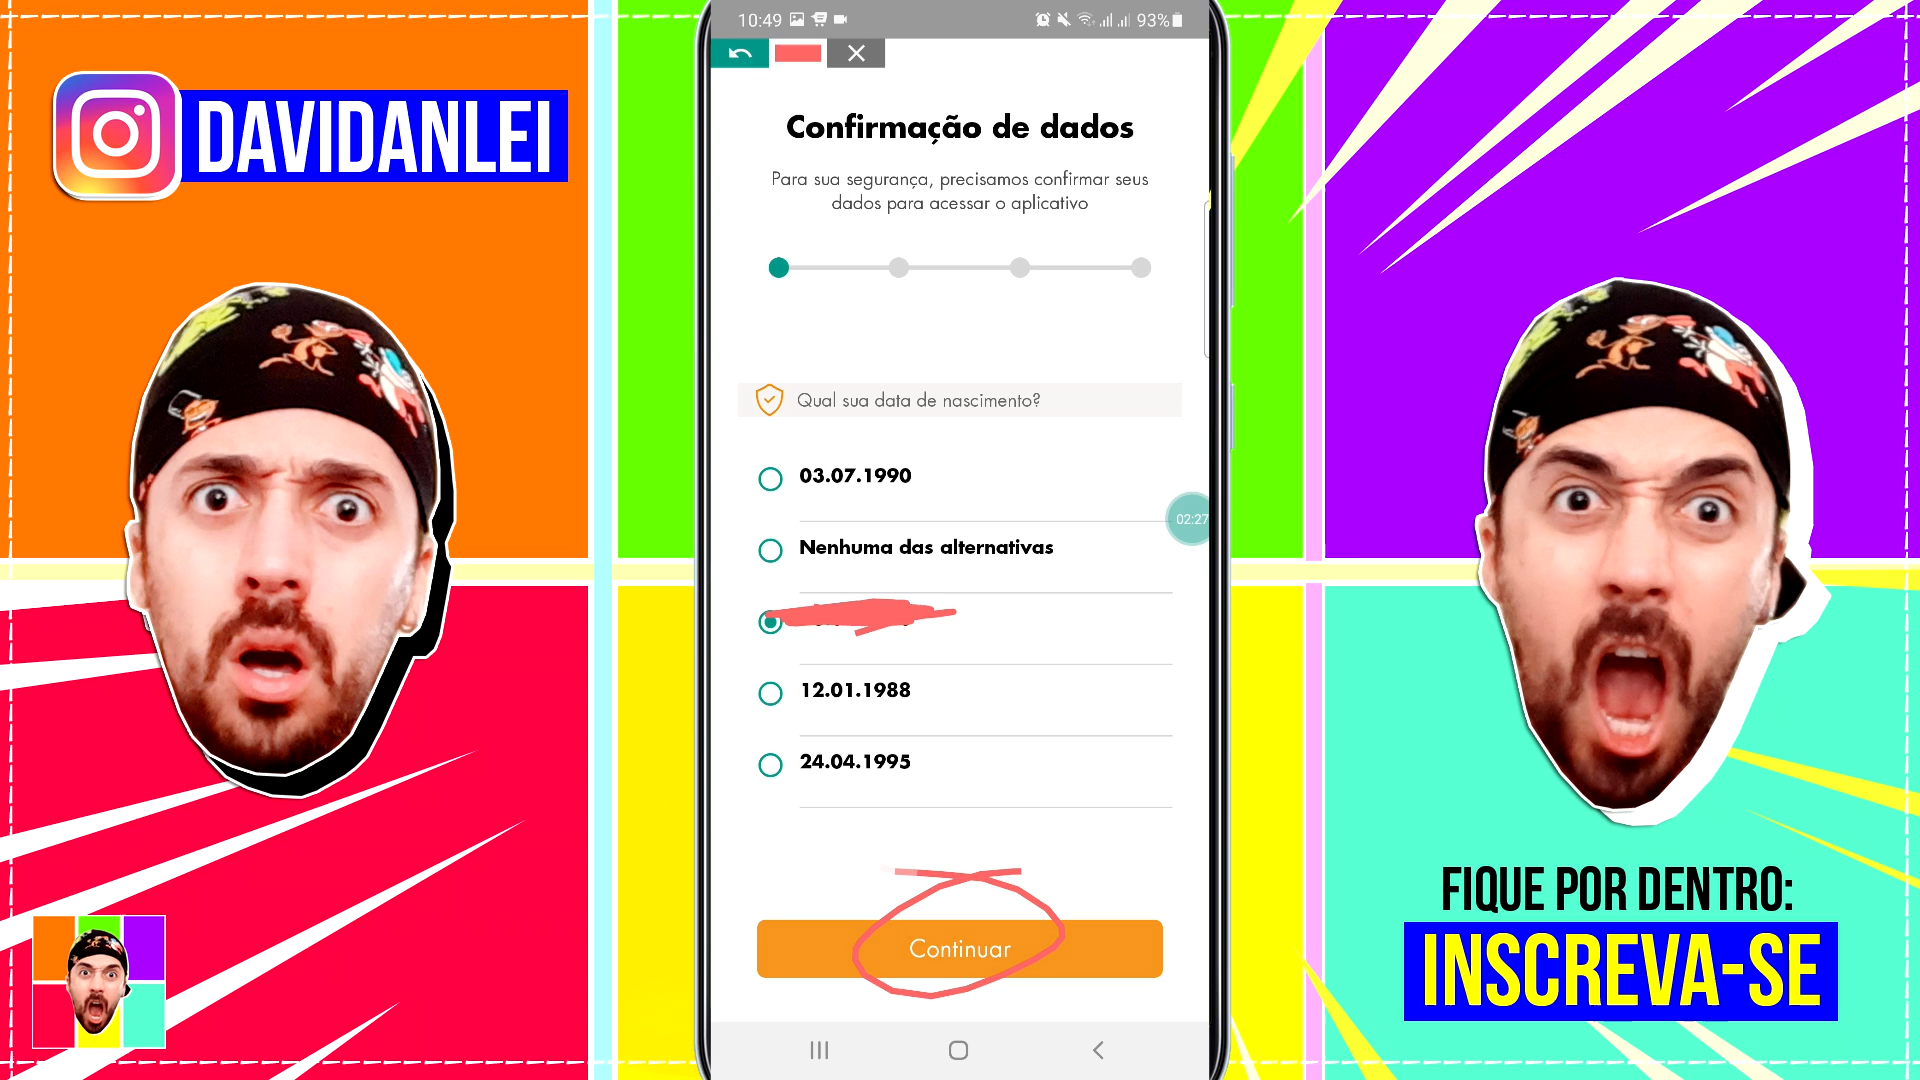 10:49
93%
DAVIDANLEI
Confirmação de dados
Para sua segurança, precisamos confirmar seus
dados para acessar o aplicativo
Qual sua data de nascimento?
03.07.1990
02:27
Nenhuma das alternativas
12.01.1988
24.04.1995
Continuar
FIQUE POR DENTRO:
INSCREVA-SE